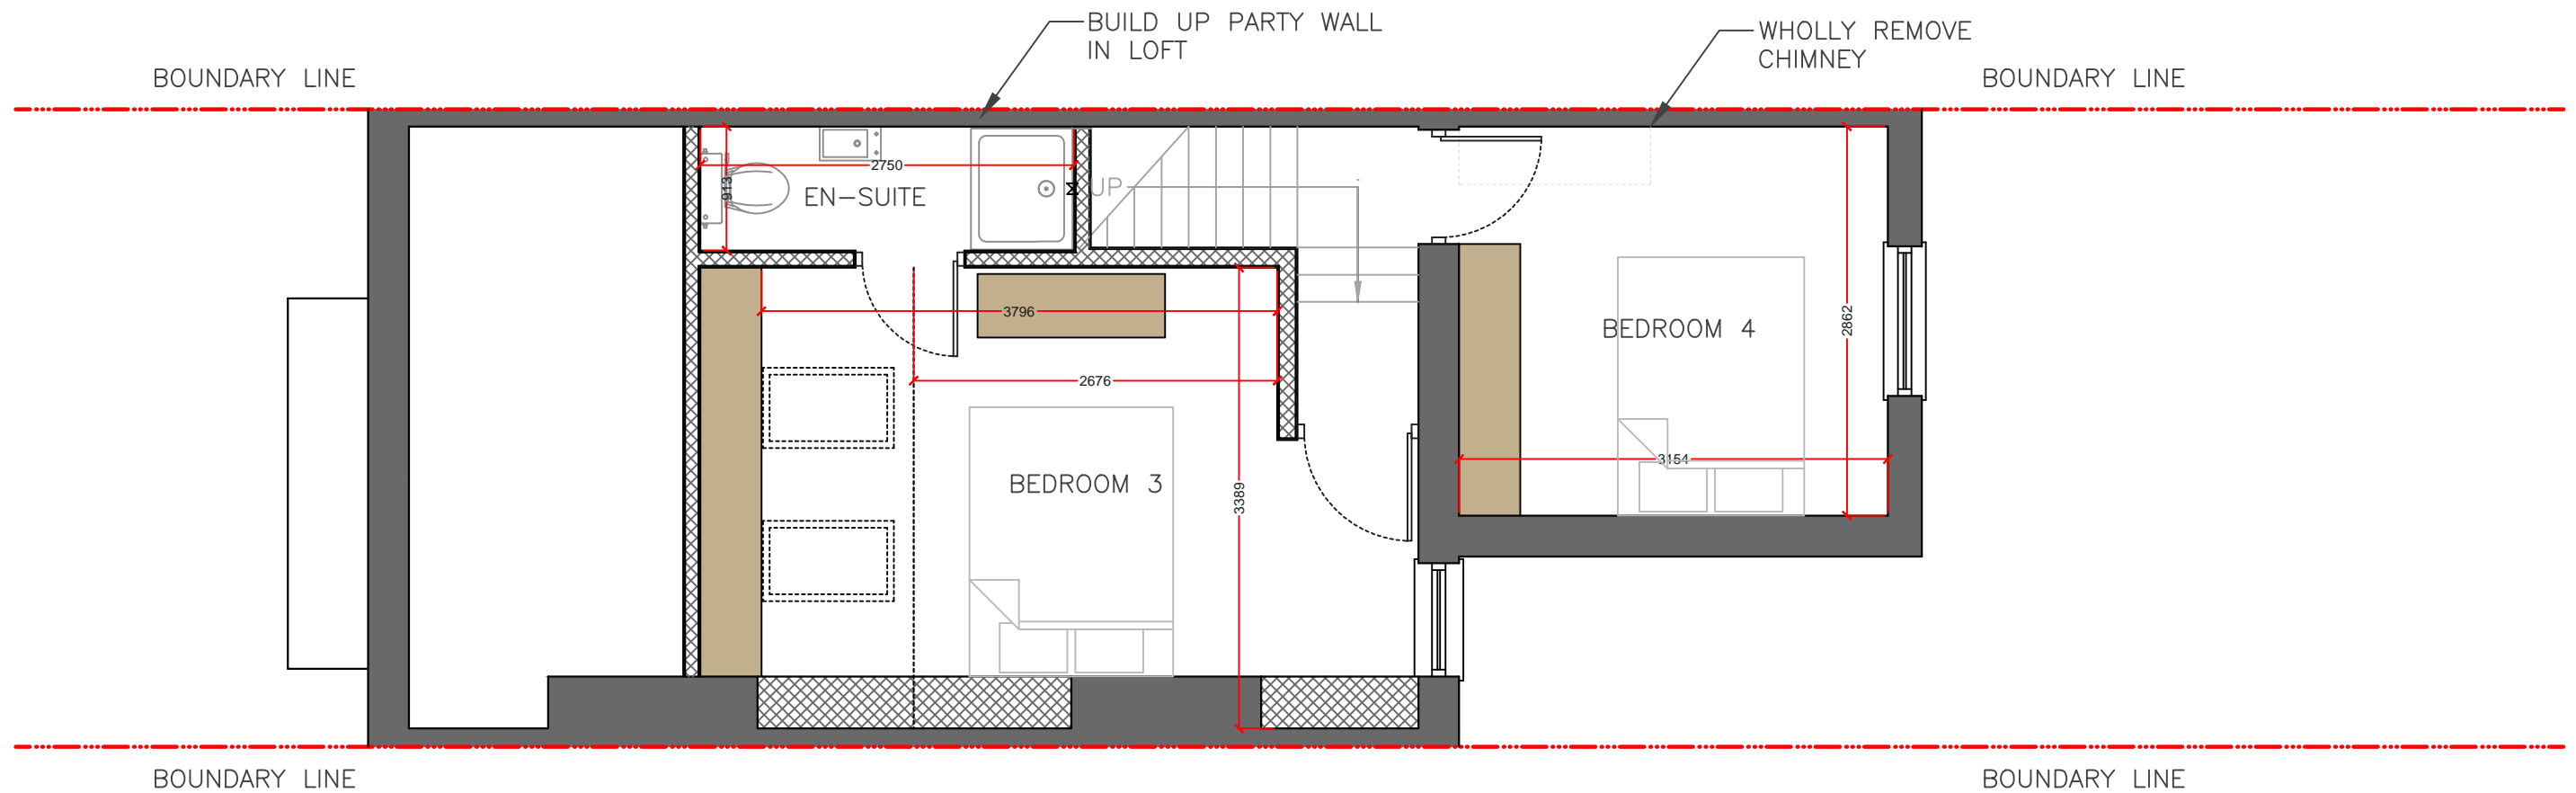 BUILD UP PARTY WALL
IN LOFT
WHOLLY REMOVE
CHIMNEY
BOUNDARY LINE
BOUNDARY LINE
2750
913
EN-SUITE
UP
3796
2676
BEDROOM 4
2862
3154
BEDROOM 3
3389
BOUNDARY LINE
BOUNDARY LINE